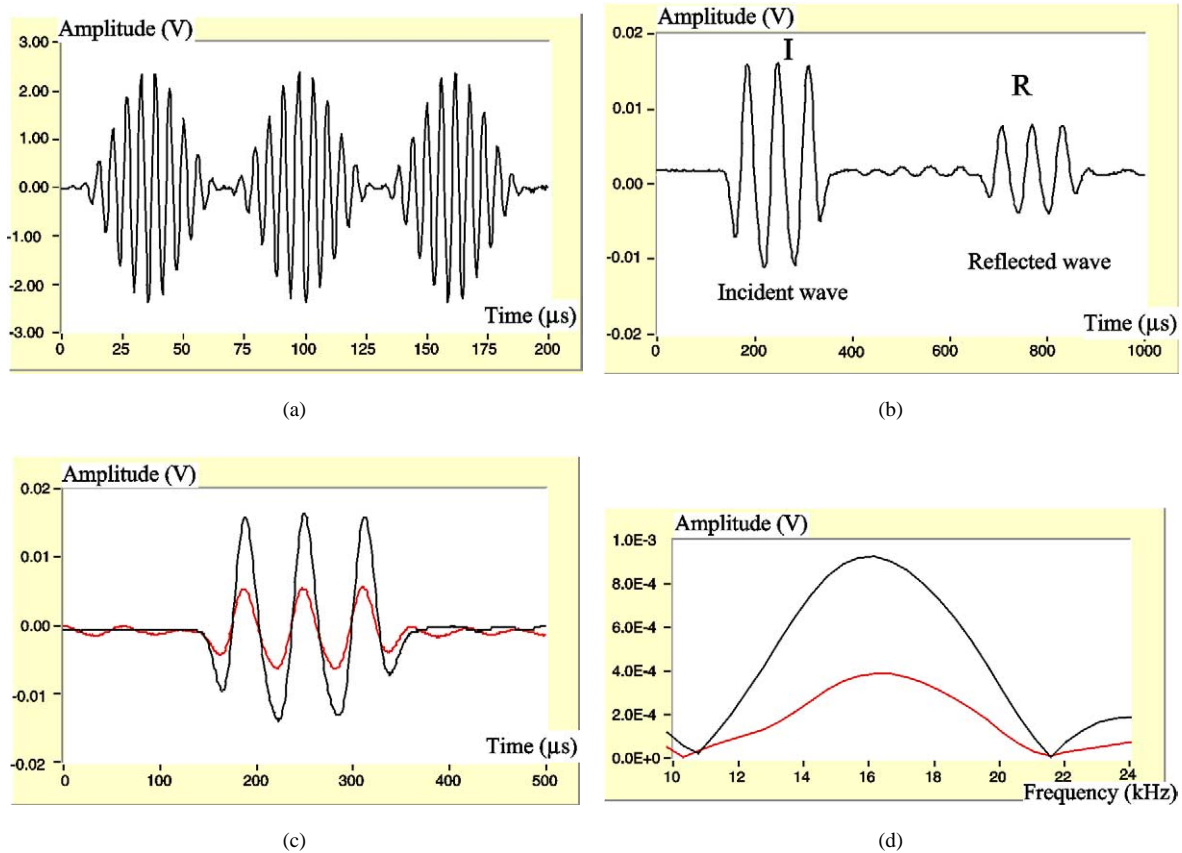 Amplitude (V)
3.00
2.00
1.00
0.00
-1.00
-2.00
-3.00
Time (µs)
0 25 50 75 100 125 150 175 200
(a)
Amplitude (V)
0.02
0.01
0.00
-0.01
-0.02
I
R
Incident wave
Reflected wave
Time (µs)
0 200 400 600 800 1000
(b)
Amplitude (V)
0.02
0.01
0.00
-0.01
-0.02
Time (µs)
0 100 200 300 400 500
(c)
Amplitude (V)
1.0E-3
8.0E-4
6.0E-4
4.0E-4
2.0E-4
0.0E+0
10 12 14 16 18 20 22 24
Frequency (kHz)
(d)